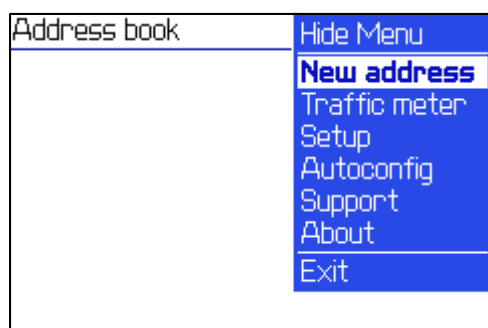 Address book
Hide Menu
New address
Traffic meter
Setup
Autoconfig
Support
About
Exit